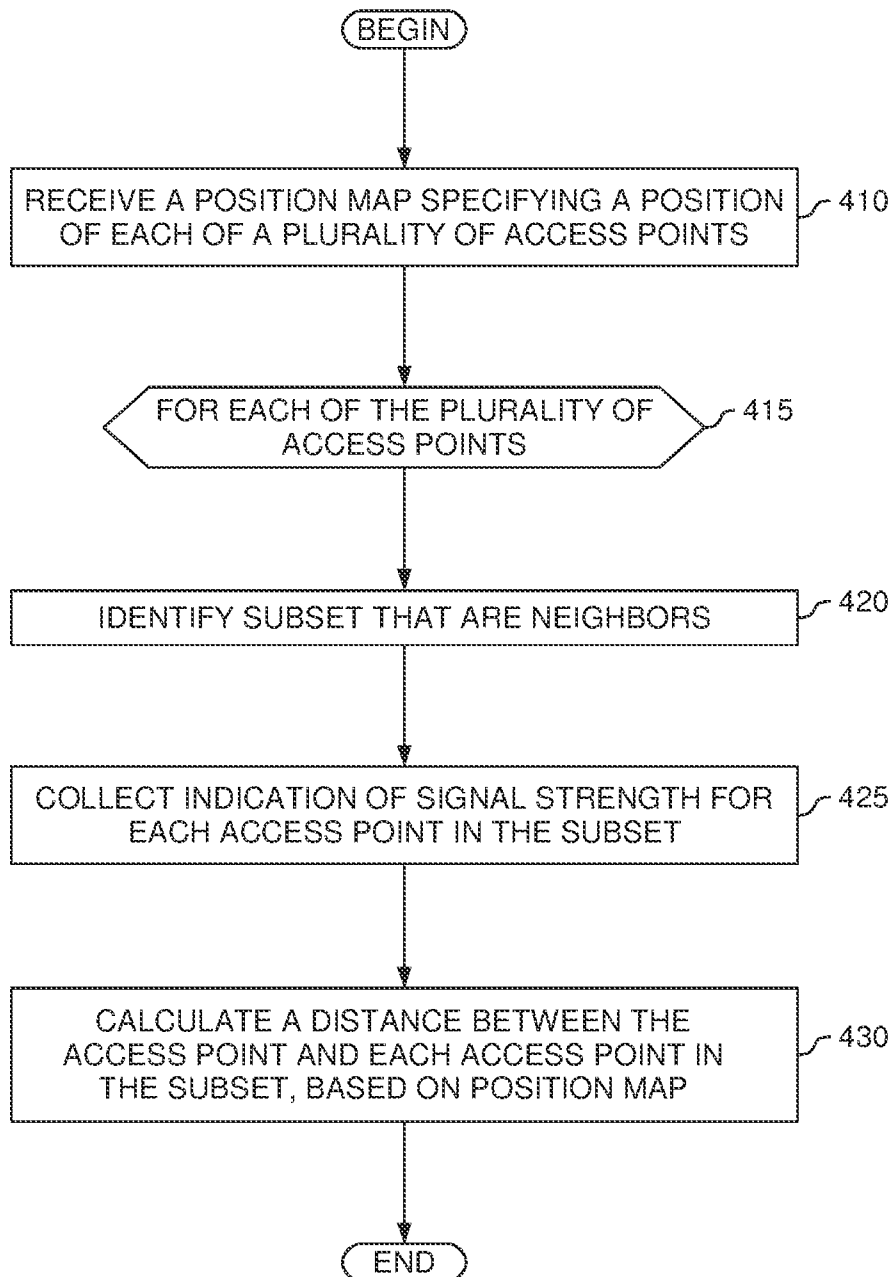 BEGIN
RECEIVE A POSITION MAP SPECIFYING A POSITION
OF EACH OF A PLURALITY OF ACCESS POINTS
410
FOR EACH OF THE PLURALITY OF
ACCESS POINTS
415
IDENTIFY SUBSET THAT ARE NEIGHBORS
420
COLLECT INDICATION OF SIGNAL STRENGTH FOR
EACH ACCESS POINT IN THE SUBSET
425
CALCULATE A DISTANCE BETWEEN THE
ACCESS POINT AND EACH ACCESS POINT IN
THE SUBSET, BASED ON POSITION MAP
430
END